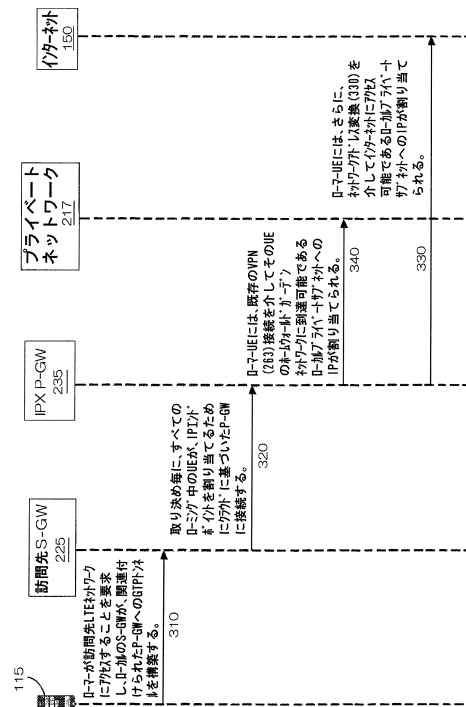 115
訪問先S-GW
225
IPX P-GW
235
プライベート
ネットワーク
217
インターネット
150
ローマーが訪問先LTEネットワーク
にアクセスすることを要求
し、ローカルのS-GWが、関連付
けられたP-GWへのGTPトンネ
ルを構築する。
310
取り決め毎に、すべての
ローミング中のUEが、IPエンド
ポイントを割り当てるため
にクラウドに基づいたP-GW
に接続する。
320
ローマーUEには、既存のVPN
(263)接続を介してそのUE
のホームウォールドガーデン
ネットワークに到達可能である
ローカルプライベートサブネットへの
IPが割り当てられる。
340
ローマーUEには、さらに、
ネットワークアドレス変換(330)を
介してインターネットにアクセス
可能であるローカルプライベート
サブネットへのIPが割り当て
られる。
330